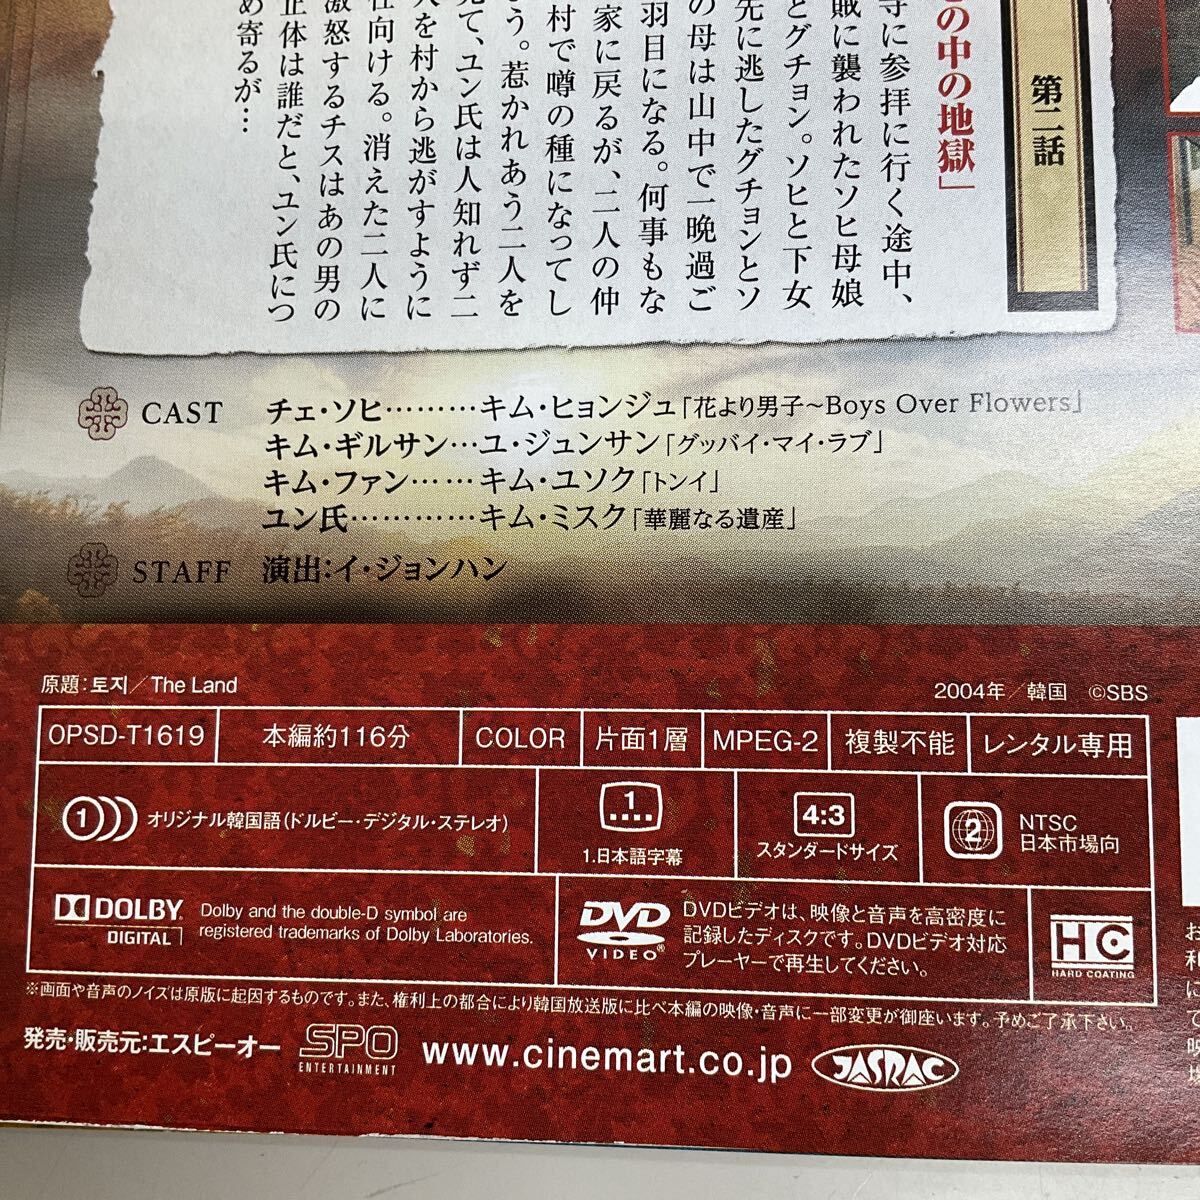 第二話
の中の地獄」
寺に参拝に行く途中、
賊に襲われたソヒ母娘
とグチョン。ソヒと下女
先に逃したグチョンとソ
の母は山中で一晩過ご
羽目になる。何事もな
家に戻るが、二人の仲
村で噂の種になってし
う。惹かれあう二人を
て、ユン氏は人知れず二
を村から逃がすように
向ける。消えた二人に
激怒するチスはあの男の
正体は誰だと、ユン氏につ
め寄るが…
CAST
チェ・ソヒ………キム・ヒョンジュ「花より男子〜Boys Over Flowers」
キム・ギルサン…ユ・ジュンサン「グッバイ・マイ・ラブ」
キム・ファン……キム・ユソク「トンイ」
ユン氏…………キム・ミスク「華麗なる遺産」
STAFF 演出:イ・ジョンハン
原題:토지/The Land
2004年/韓国 ©SBS
OPSD-T1619 本編約116分 COLOR 片面1層 MPEG-2 複製不能 レンタル専用
1 オリジナル韓国語(ドルビー・デジタル・ステレオ)
1
1.日本語字幕
4:3
スタンダードサイズ
2
NTSC
日本市場向
DOLBY
DIGITAL
Dolby and the double-D symbol are
registered trademarks of Dolby Laboratories.
DVD
VIDEO
DVDビデオは、映像と音声を高密度に
記録したディスクです。DVDビデオ対応
プレーヤーで再生してください。
HC
HARD COATING
※画面や音声のノイズは原版に起因するものです。また、権利上の都合により韓国放送版に比べ本編の映像・音声に一部変更が御座います。予めご了承下さい。
発売・販売元:エスピーオー
SPO
ENTERTAINMENT
www.cinemart.co.jp
JASRAC